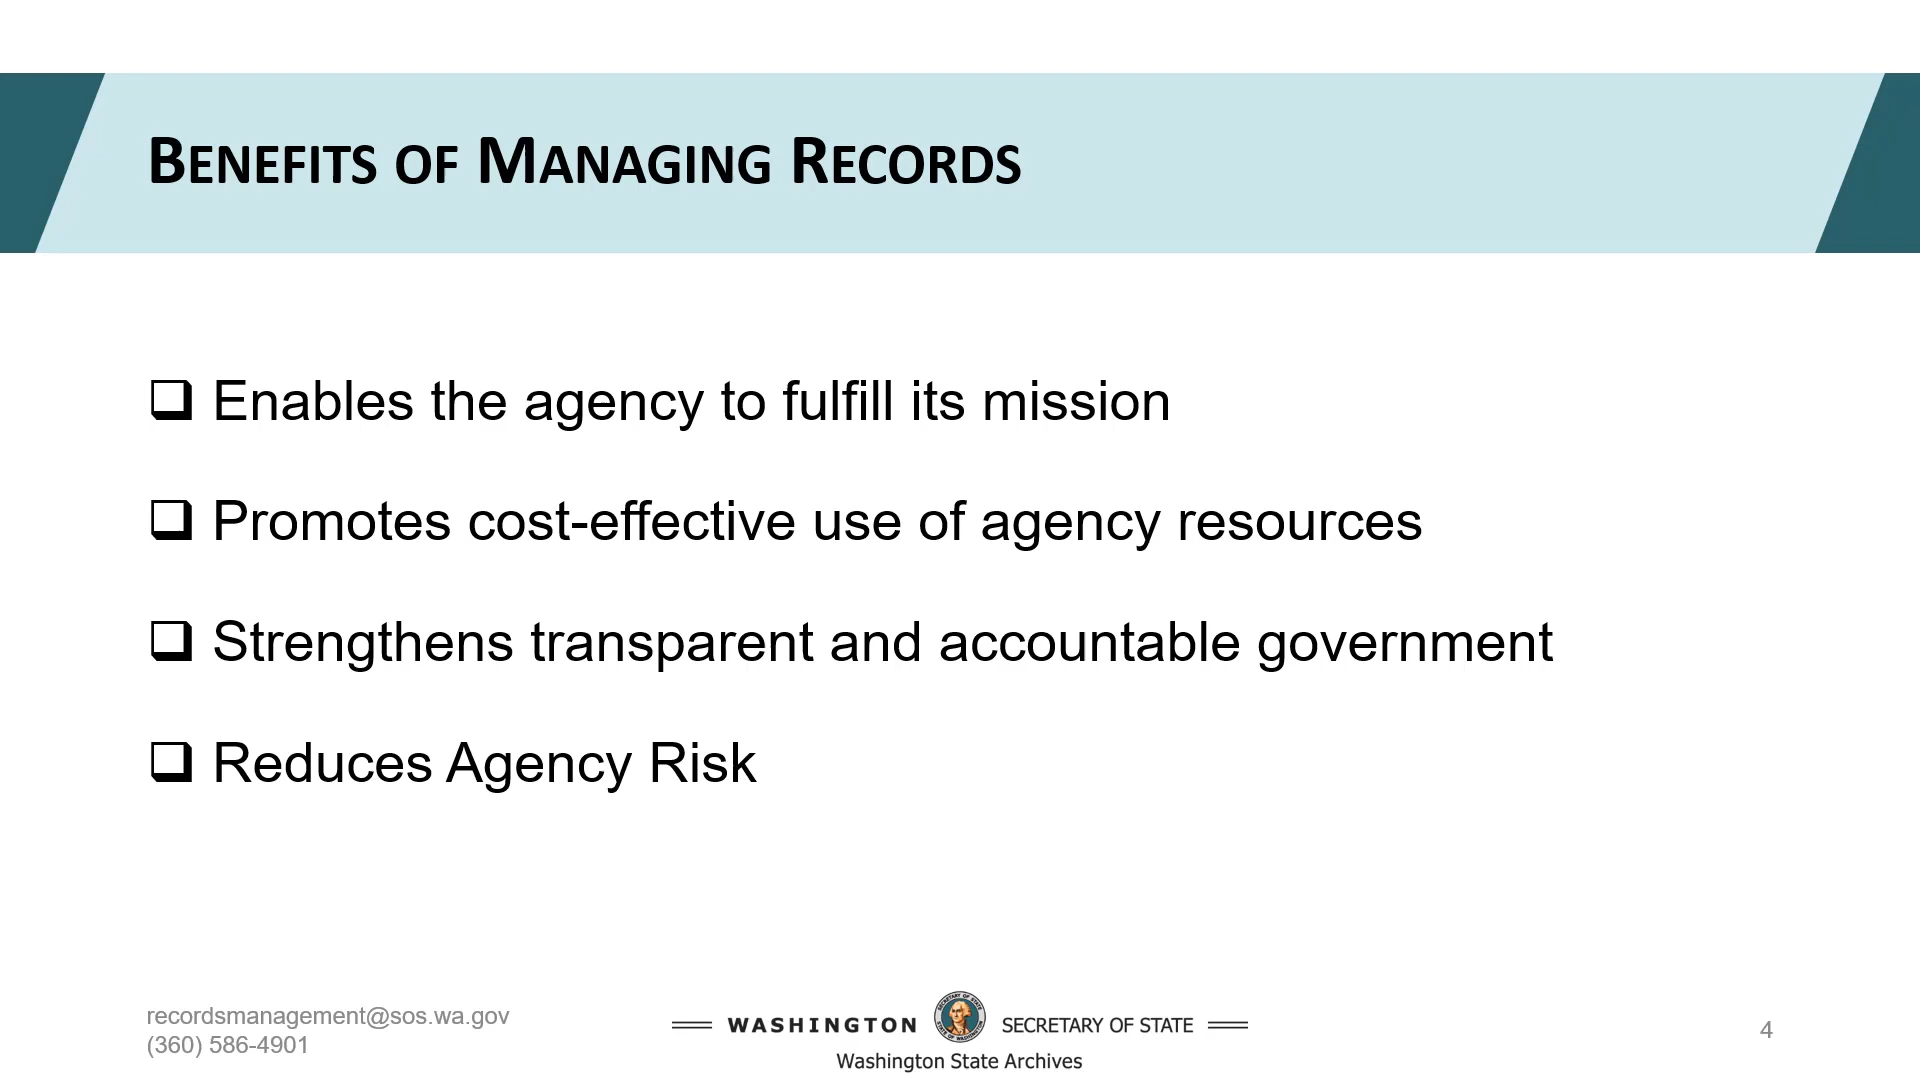 Benefits of Managing Records
❑ Enables the agency to fulfill its mission
❑ Promotes cost-effective use of agency resources
❑ Strengthens transparent and accountable government
❑ Reduces Agency Risk
recordsmanagement@sos.wa.gov
(360) 586-4901
WASHINGTON SECRETARY OF STATE
Washington State Archives
4